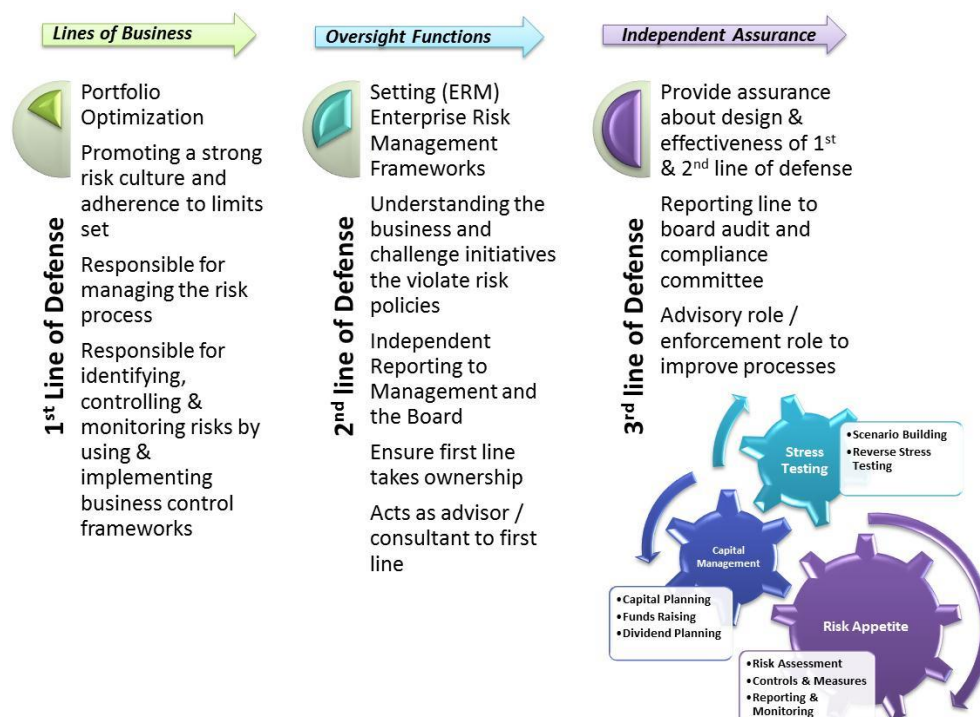 Lines of Business
Oversight Functions
Independent Assurance
1st Line of Defense
Portfolio
Optimization
Promoting a strong
risk culture and
adherence to limits
set
Responsible for
managing the risk
process
Responsible for
identifying,
controlling &
monitoring risks by
using &
implementing
business control
frameworks
2nd line of Defense
Setting (ERM)
Enterprise Risk
Management
Frameworks
Understanding the
business and
challenge initiatives
the violate risk
policies
Independent
Reporting to
Management and
the Board
Ensure first line
takes ownership
Acts as advisor /
consultant to first
line
3rd line of Defense
Provide assurance
about design &
effectiveness of 1st
& 2nd line of defense
Reporting line to
board audit and
compliance
committee
Advisory role /
enforcement role to
improve processes
Stress
Testing
•Scenario Building
•Reverse Stress
Testing
Capital
Management
•Capital Planning
•Funds Raising
•Dividend Planning
Risk Appetite
•Risk Assessment
•Controls & Measures
•Reporting &
Monitoring